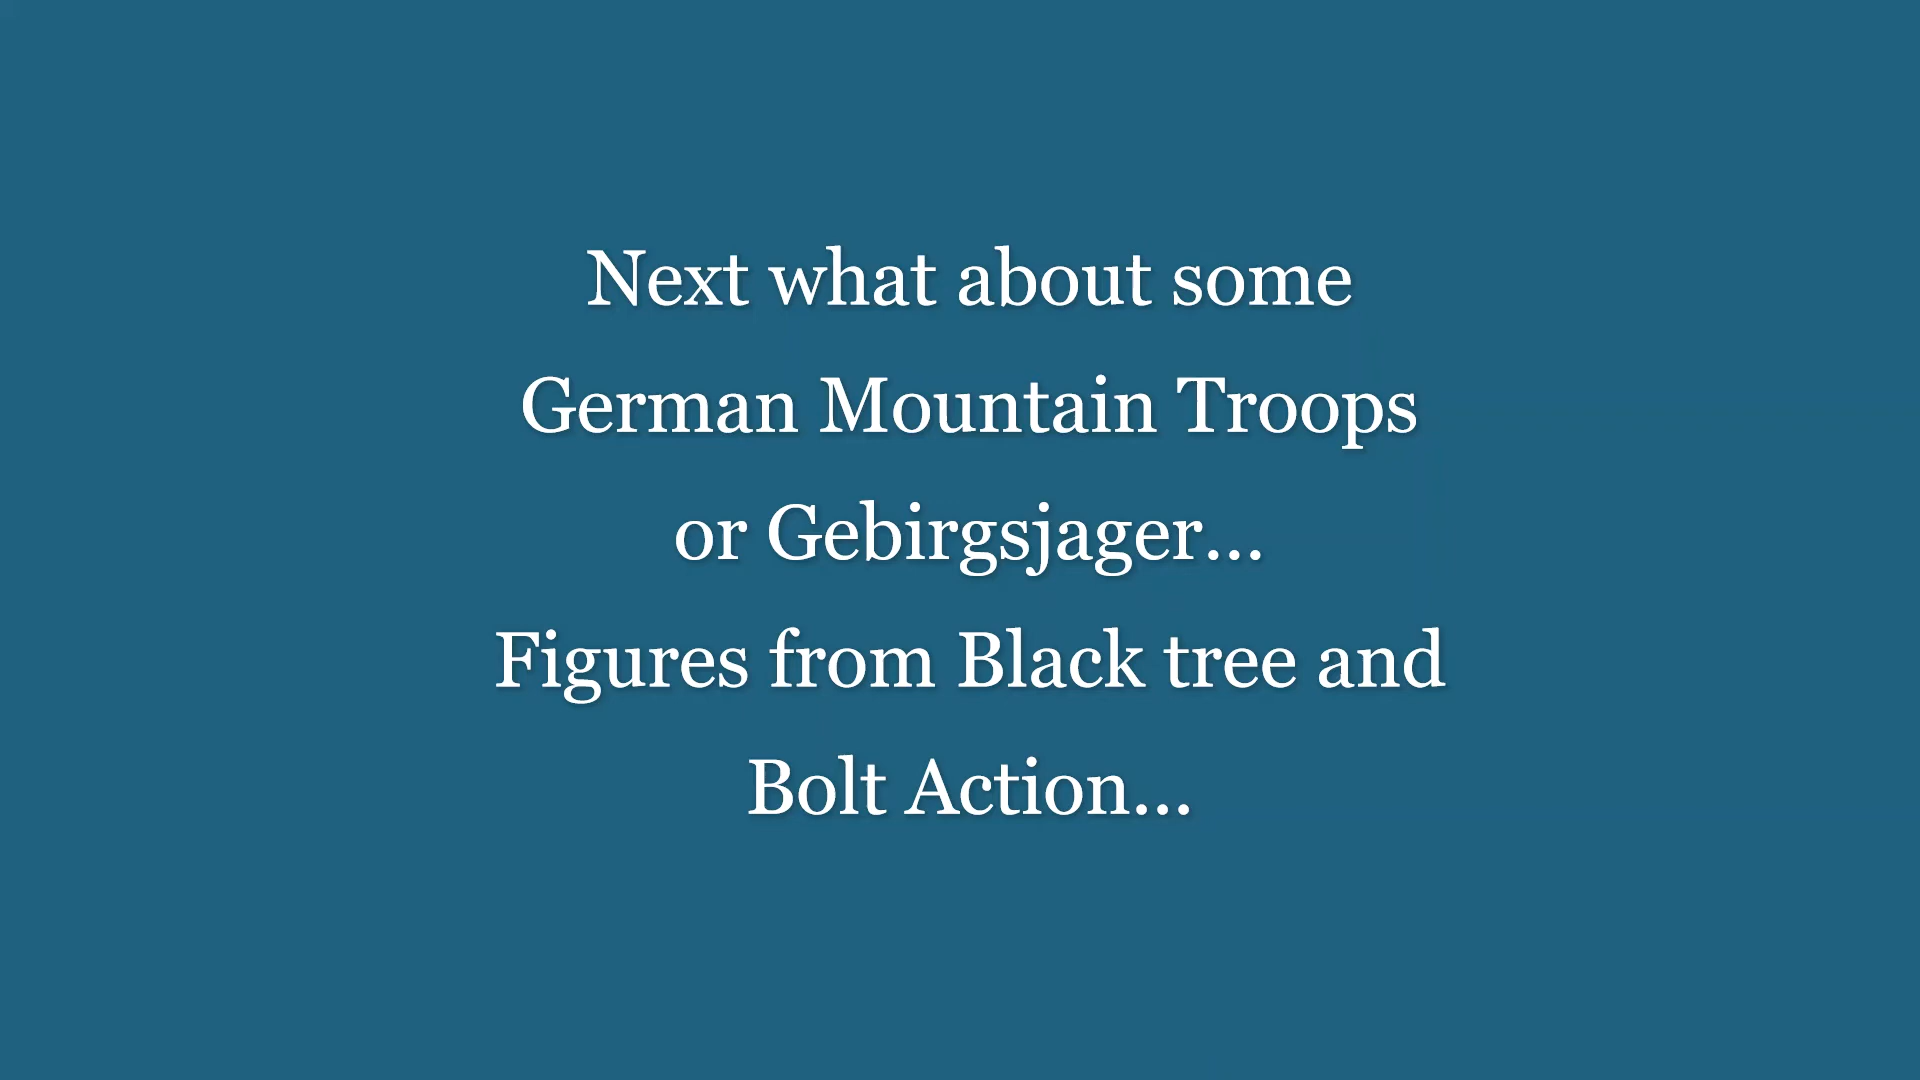 Next what about some
German Mountain Troops
or Gebirgsjager...
Figures from Black tree and
Bolt Action...